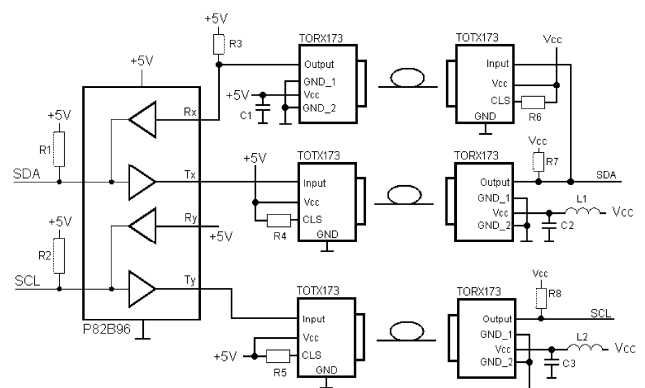 +5V
R3
TORX173
Output
GND_1
+5V
Vcc
GND_2
C1
TOTX173
Input
Vcc
CLS
GND
Vcc
R6
+5V
+5V
R1
SDA
Rx
Tx
+5V
R2
SCL
Ry
+5V
Ty
P82B96
+5V
TOTX173
Input
Vcc
CLS
GND
R4
TORX173
Output
GND_1
Vcc
GND_2
Vcc
R7
SDA
L1
Vcc
C2
TOTX173
Input
Vcc
CLS
GND
+5V
R5
TORX173
Output
GND_1
Vcc
GND_2
Vcc
R8
SCL
L2
Vcc
C3